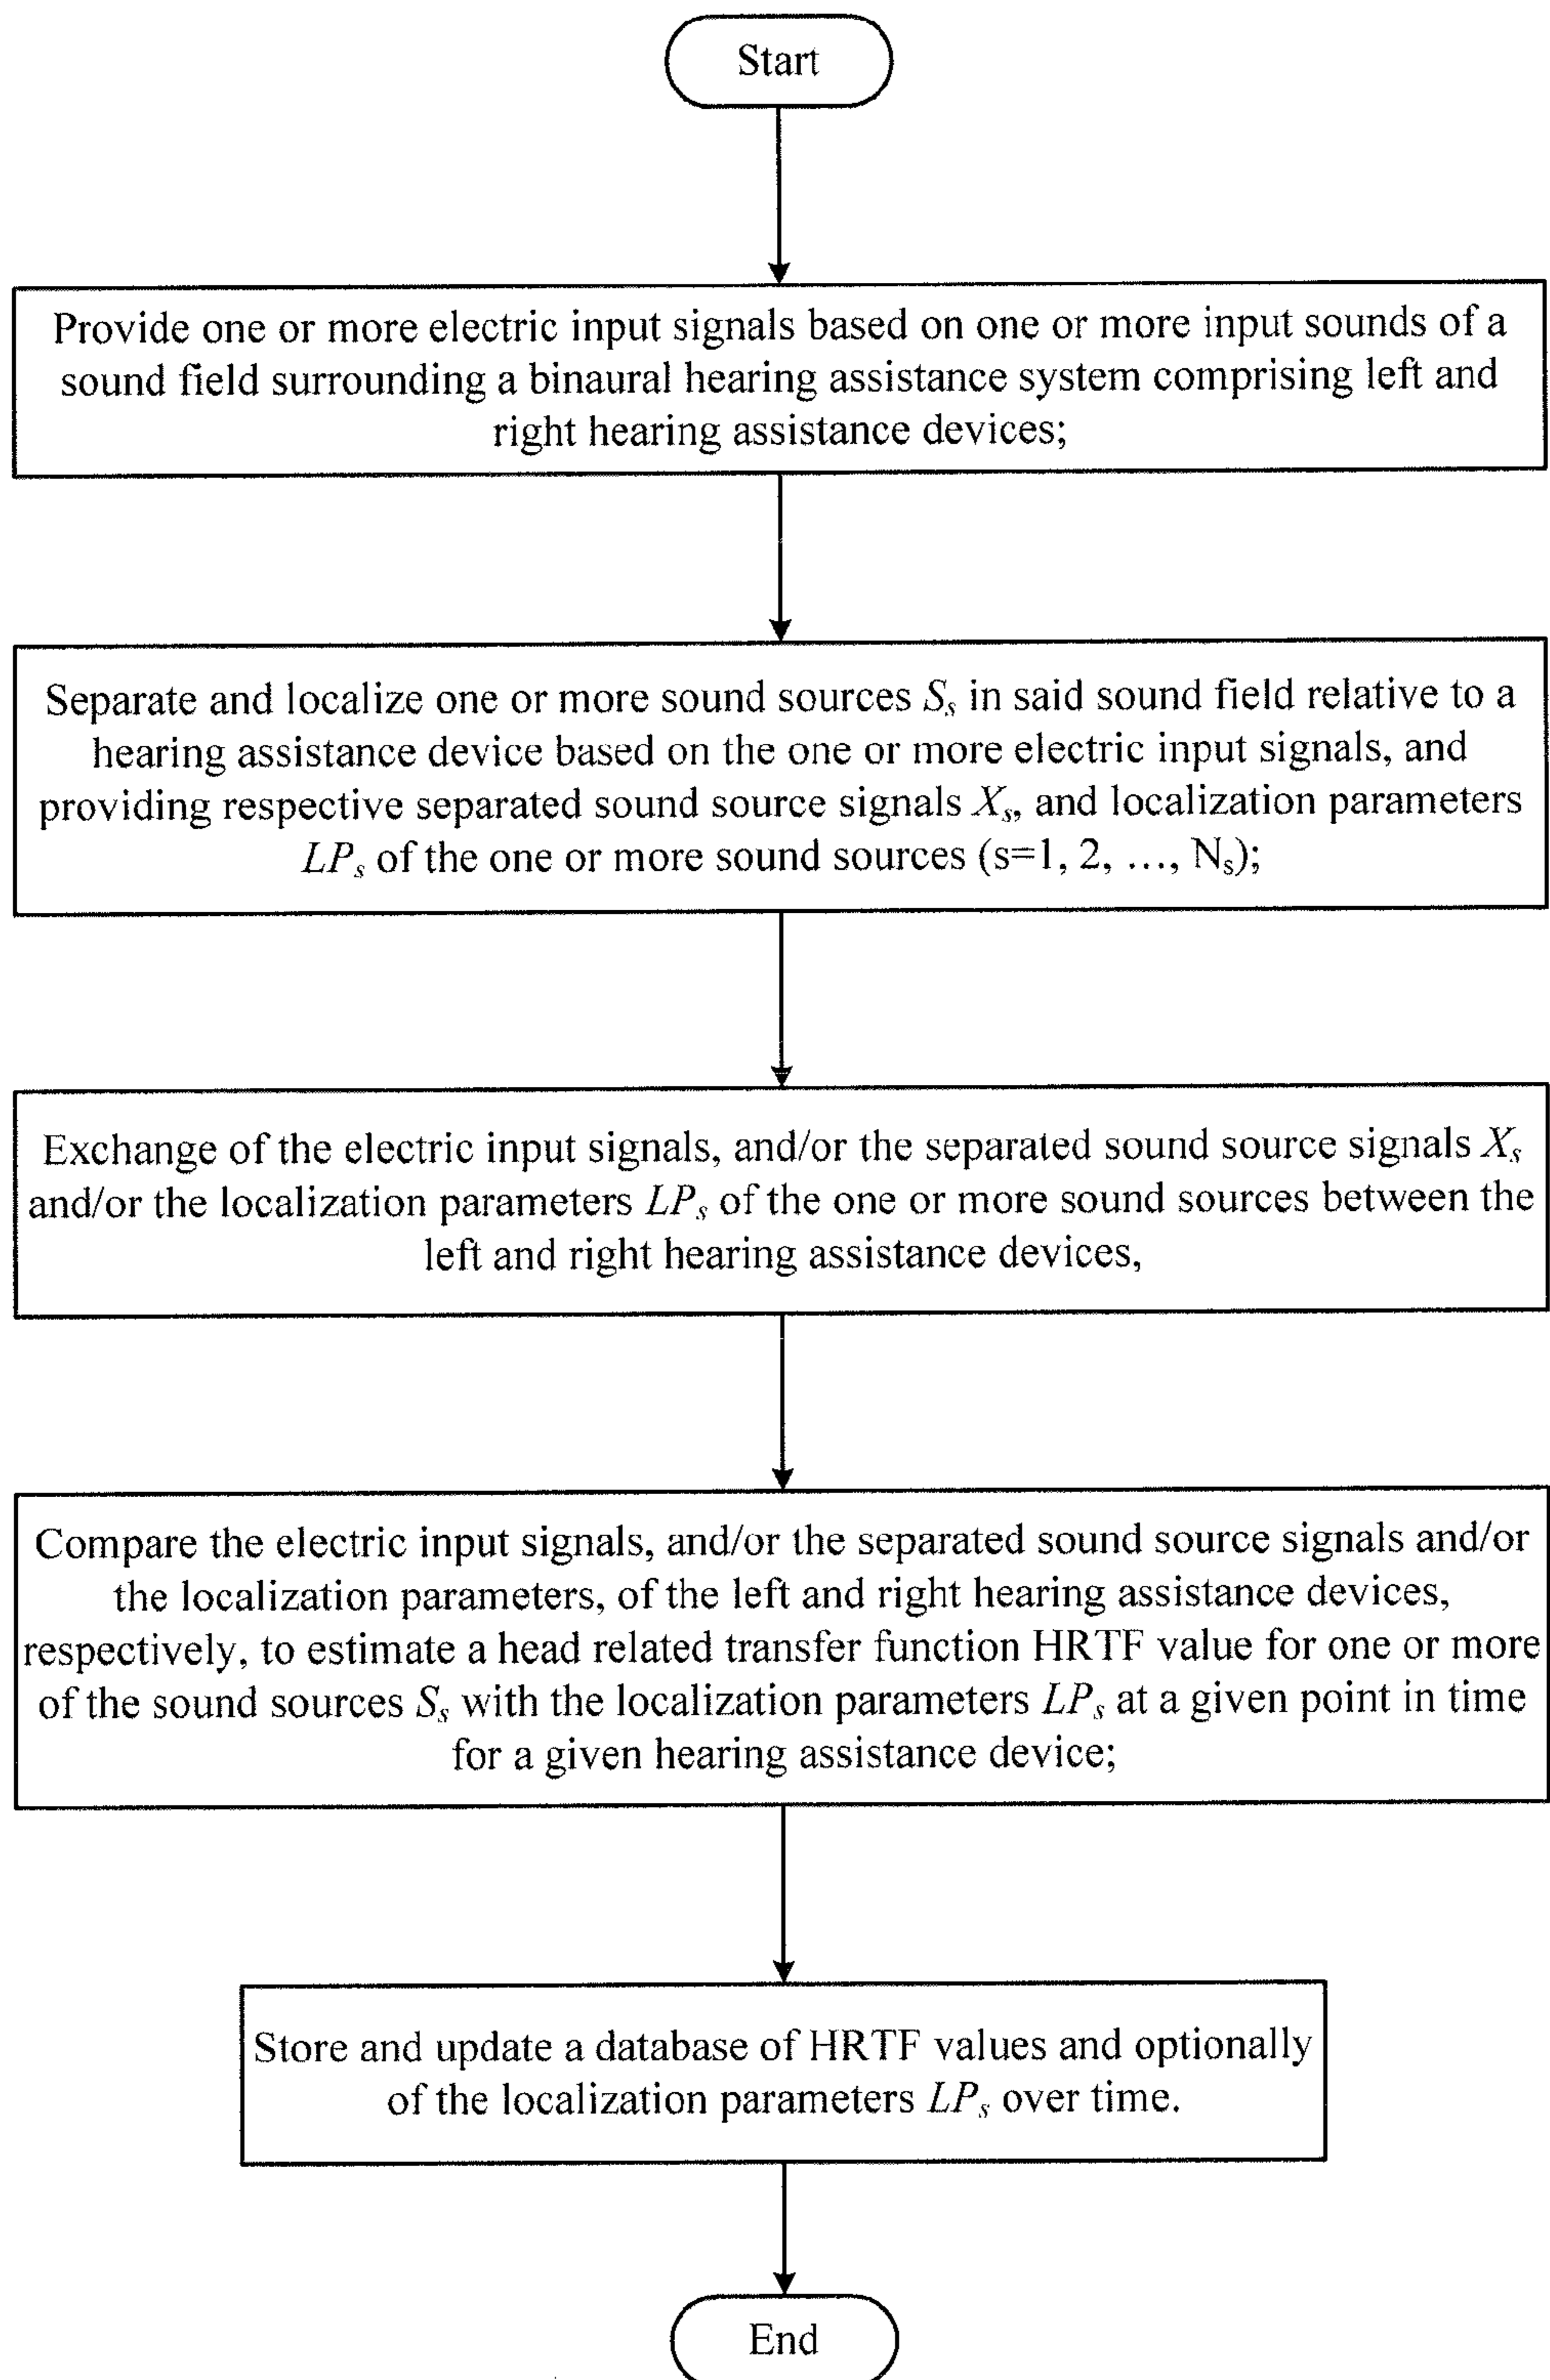 Start
Provide one or more electric input signals based on one or more input sounds of a
sound field surrounding a binaural hearing assistance system comprising left and
right hearing assistance devices;
Separate and localize one or more sound sources Sₛ in said sound field relative to a
hearing assistance device based on the one or more electric input signals, and
providing respective separated sound source signals Xₛ, and localization parameters
LPₛ of the one or more sound sources (s=1, 2, …, Nₛ);
Exchange of the electric input signals, and/or the separated sound source signals Xₛ
and/or the localization parameters LPₛ of the one or more sound sources between the
left and right hearing assistance devices,
Compare the electric input signals, and/or the separated sound source signals and/or
the localization parameters, of the left and right hearing assistance devices,
respectively, to estimate a head related transfer function HRTF value for one or more
of the sound sources Sₛ with the localization parameters LPₛ at a given point in time
for a given hearing assistance device;
Store and update a database of HRTF values and optionally
of the localization parameters LPₛ over time.
End